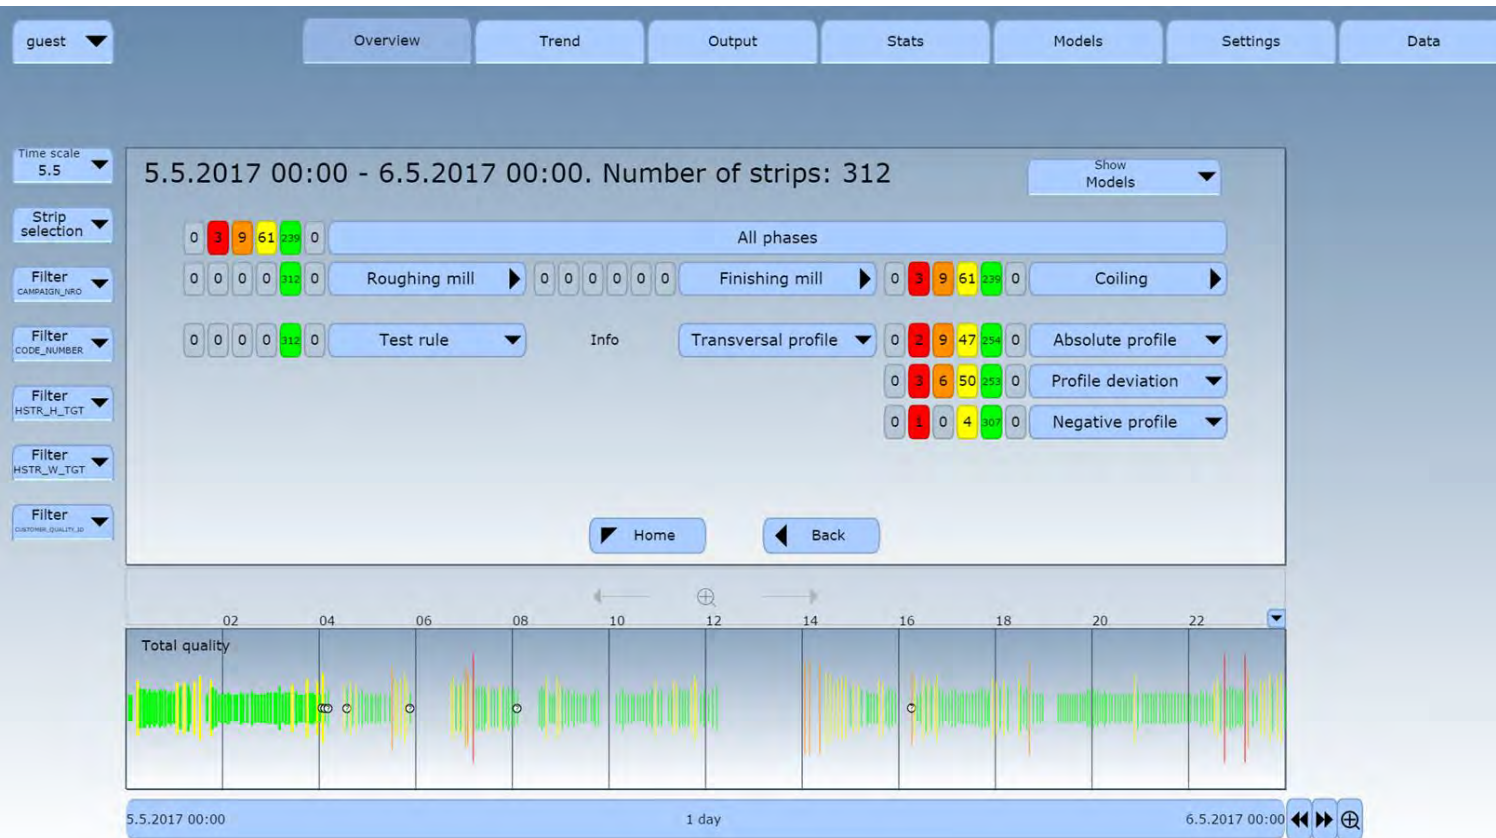 guest
Overview Trend Output Stats Models Settings Data
Time scale
5.5
Strip
selection
Filter
CAMPAIGN_NRO
Filter
CODE_NUMBER
Filter
HSTR_H_TGT
Filter
HSTR_W_TGT
Filter
CUSTOMER_QUALITY_ID
5.5.2017 00:00 - 6.5.2017 00:00. Number of strips: 312
Show
Models
0 3 9 61 239 0 All phases
0 0 0 0 312 0 Roughing mill 0 0 0 0 0 0 Finishing mill 0 3 9 61 239 0 Coiling
0 0 0 0 312 0 Test rule Info Transversal profile 0 2 9 47 254 0 Absolute profile
0 3 6 50 253 0 Profile deviation
0 1 0 4 307 0 Negative profile
Home Back
02 04 06 08 10 12 14 16 18 20 22
Total quality
5.5.2017 00:00 1 day 6.5.2017 00:00